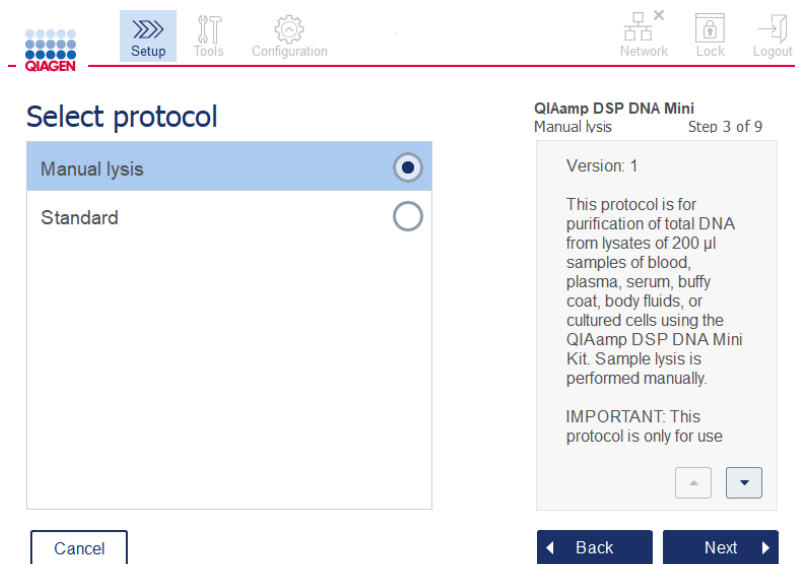 Setup
Tools
Configuration
Network
Lock
Logout
QIAGEN
Select protocol
Manual lysis
Standard
QIAamp DSP DNA Mini
Manual lysis Step 3 of 9
Version: 1
This protocol is for
purification of total DNA
from lysates of 200 µl
samples of blood,
plasma, serum, buffy
coat, body fluids, or
cultured cells using the
QIAamp DSP DNA Mini
Kit. Sample lysis is
performed manually.
IMPORTANT: This
protocol is only for use
Cancel
Back
Next